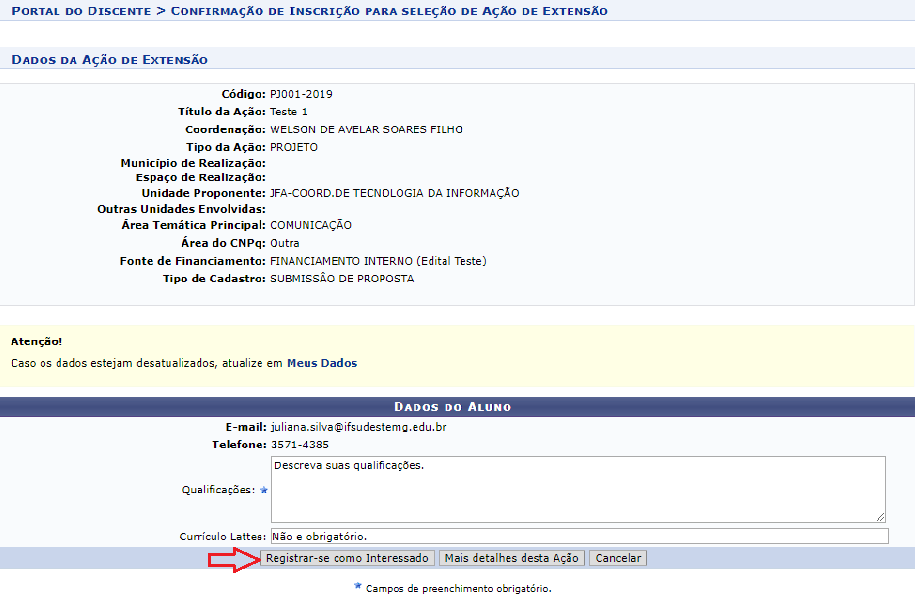 Portal do Discente > Confirmação de Inscrição para seleção de Ação de Extensão
Dados da Ação de Extensão
Código: PJ001-2019
Título da Ação: Teste 1
Coordenação: WELSON DE AVELAR SOARES FILHO
Tipo da Ação: PROJETO
Município de Realização:
Espaço de Realização:
Unidade Proponente: JFA-COORD.DE TECNOLOGIA DA INFORMAÇÃO
Outras Unidades Envolvidas:
Área Temática Principal: COMUNICAÇÃO
Área do CNPq: Outra
Fonte de Financiamento: FINANCIAMENTO INTERNO (Edital Teste)
Tipo de Cadastro: SUBMISSÃO DE PROPOSTA
Atenção!
Caso os dados estejam desatualizados, atualize em Meus Dados
Dados do Aluno
E-mail: juliana.silva@ifsudestemg.edu.br
Telefone: 3571-4385
Qualificações: Descreva suas qualificações.
Currículo Lattes: Não e obrigatório.
Registrar-se como Interessado Mais detalhes desta Ação Cancelar
Campos de preenchimento obrigatório.